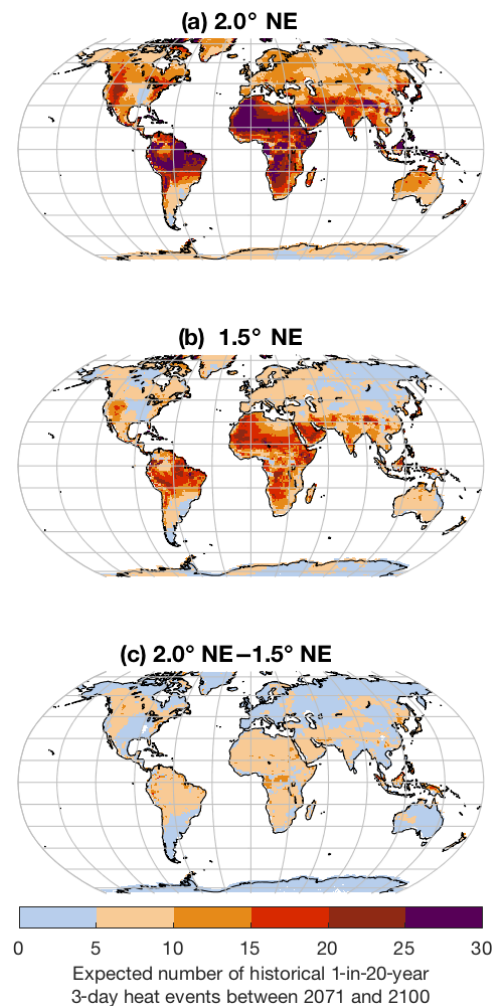 (a) 2.0° NE
(b) 1.5° NE
(c) 2.0° NE−1.5° NE
0 5 10 15 20 25 30
Expected number of historical 1-in-20-year
3-day heat events between 2071 and 2100